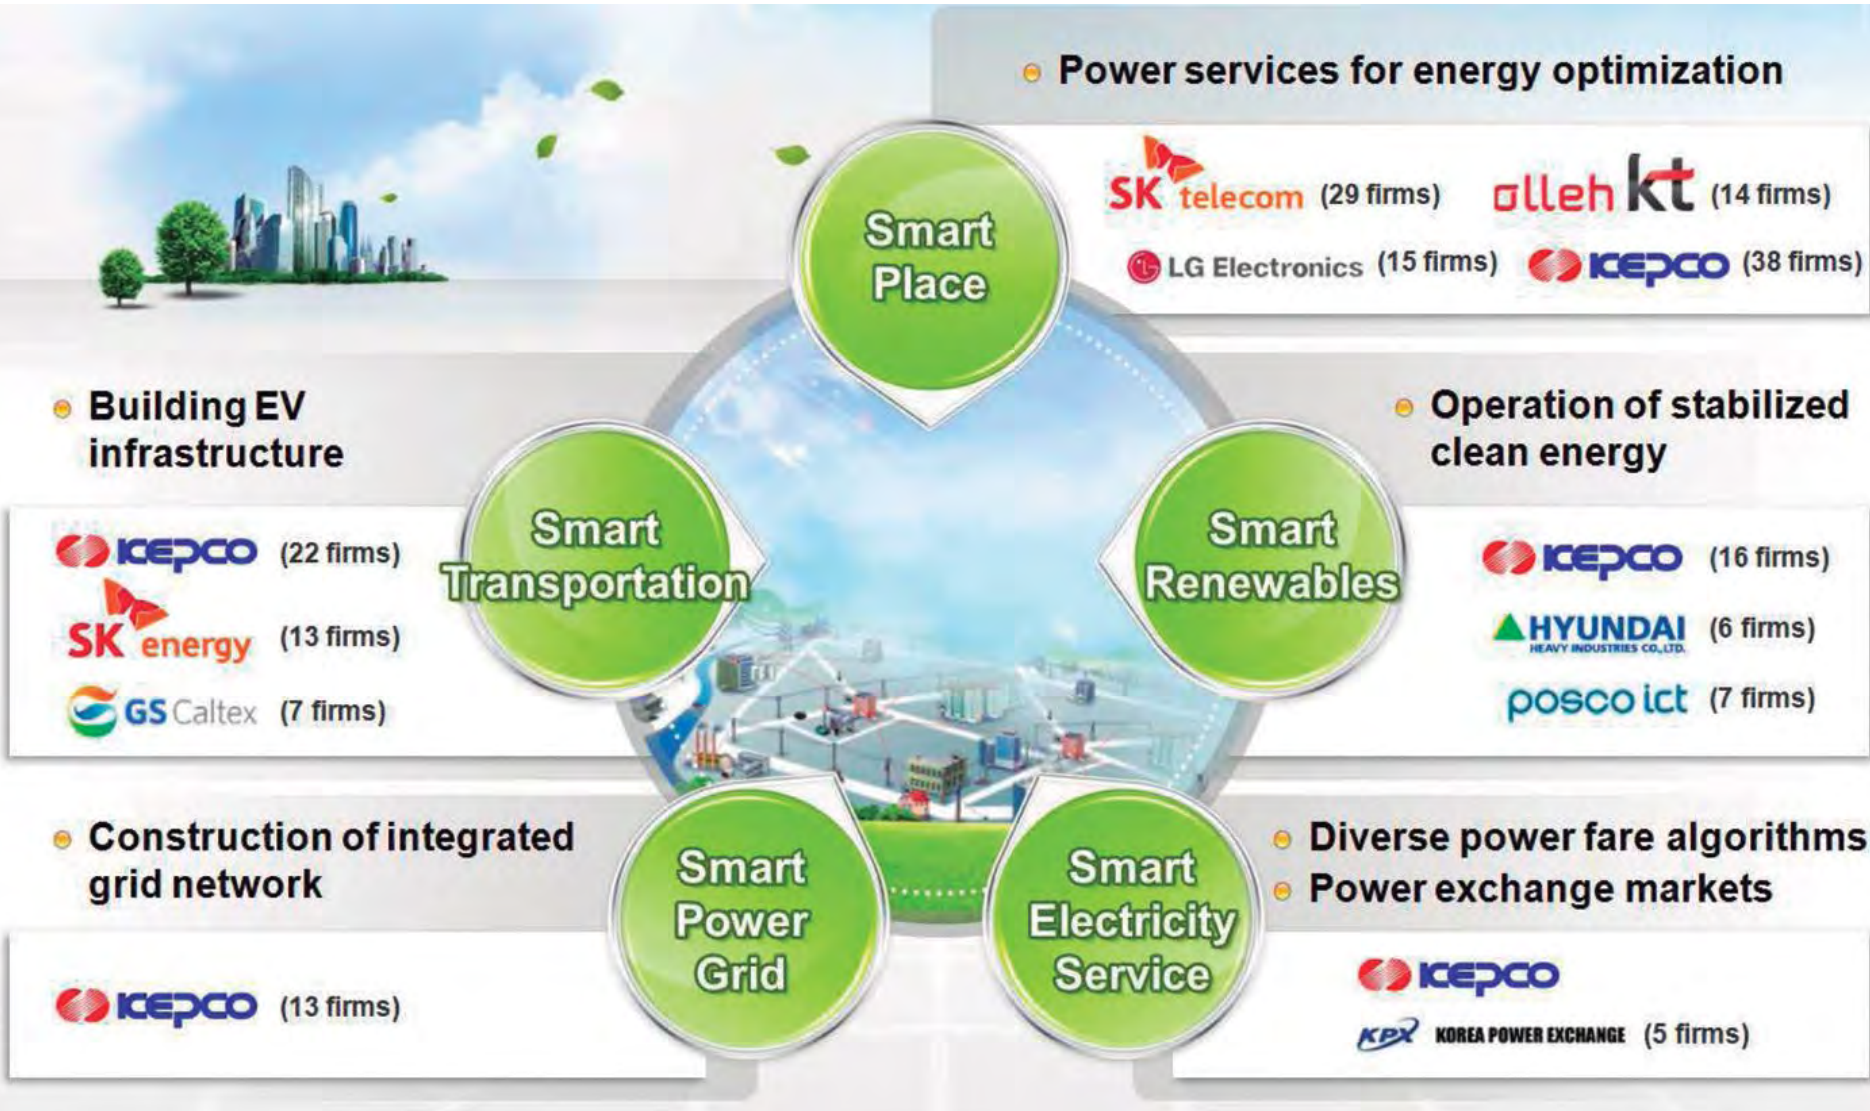 Power services for energy optimization
SK telecom (29 firms)
olleh kt (14 firms)
LG Electronics (15 firms)
KEPCO (38 firms)
Smart
Place
Building EV
infrastructure
KEPCO (22 firms)
SK energy (13 firms)
GS Caltex (7 firms)
Smart
Transportation
Smart
Renewables
Operation of stabilized
clean energy
KEPCO (16 firms)
HYUNDAI (6 firms)
HEAVY INDUSTRIES CO.,LTD.
posco ict (7 firms)
Construction of integrated
grid network
KEPCO (13 firms)
Smart
Power
Grid
Smart
Electricity
Service
Diverse power fare algorithms
Power exchange markets
KEPCO
KPX KOREA POWER EXCHANGE (5 firms)